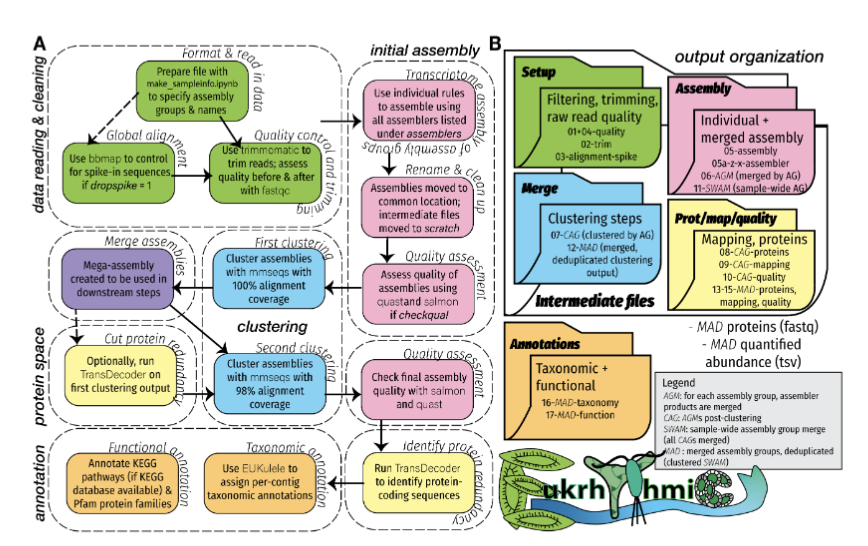 A
data reading & cleaning
Format & read in data
Prepare file with
make_sampleinfo.ipynb
to specify assembly
groups & names
Global alignment
Use bbmap to control
for spike-in sequences
if dropspike = 1
Quality control and trimming
Use trimmomatic to
trim reads; assess
quality before & after
with fastqc
initial assembly
Transcriptome assembly
of assembly groups
Use individual rules
to assemble using
all assemblers listed
under assemblers
Rename & clean up
Assemblies moved to
common location;
intermediate files
moved to scratch
Quality assessment
Assess quality of
assemblies using
quast and salmon
if checkqual
Merge assemblies
Mega-assembly
created to be used in
downstream steps
First clustering
Cluster assemblies
with mmseqs with
100% alignment
coverage
clustering
protein space
Cut protein redundancy
Optionally, run
TransDecoder on
first clustering output
Second clustering
Cluster assemblies
with mmseqs with
98% alignment
coverage
Quality assessment
Check final assembly
quality with salmon
and quast
annotation
Functional annotation
Annotate KEGG
pathways (if KEGG
database available) &
Pfam protein families
Taxonomic annotation
Use EUKulele to
assign per-contig
taxonomic annotations
Identify protein redundancy
Run TransDecoder
to identify protein-
coding sequences
B
output organization
Setup
Filtering, trimming,
raw read quality
01+04-quality
02-trim
03-alignment-spike
Assembly
Individual +
merged assembly
05-assembly
05a-z-x-assembler
06-AGM (merged by AG)
11-SWAM (sample-wide AG)
Merge
Clustering steps
07-CAG (clustered by AG)
12-MAD (merged,
deduplicated clustering
output)
Intermediate files
Prot/map/quality
Mapping, proteins
08-CAG-proteins
09-CAG-mapping
10-CAG-quality
13-15-MAD-proteins,
mapping, quality
- MAD proteins (fastq)
- MAD quantified
abundance (tsv)
Annotations
Taxonomic +
functional
16-MAD-taxonomy
17-MAD-function
Legend
AGM: for each assembly group, assembler
products are merged
CAG: AGMs post-clustering
SWAM: sample-wide assembly group merge
(all CAGs merged)
MAD : merged assembly groups, deduplicated
(clustered SWAM)
ukrh hmi